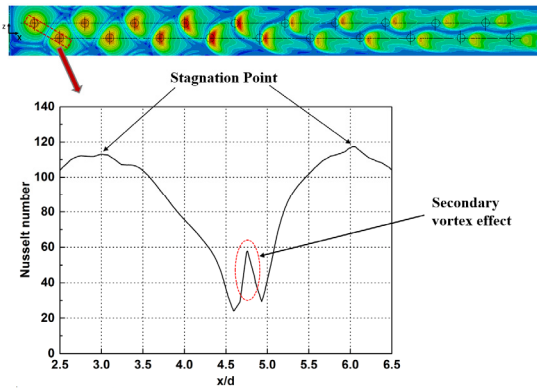 z
x
Stagnation Point
140
120
100
80
60
40
20
0
Nusselt number
Secondary
vortex effect
2.5 3.0 3.5 4.0 4.5 5.0 5.5 6.0 6.5
x/d